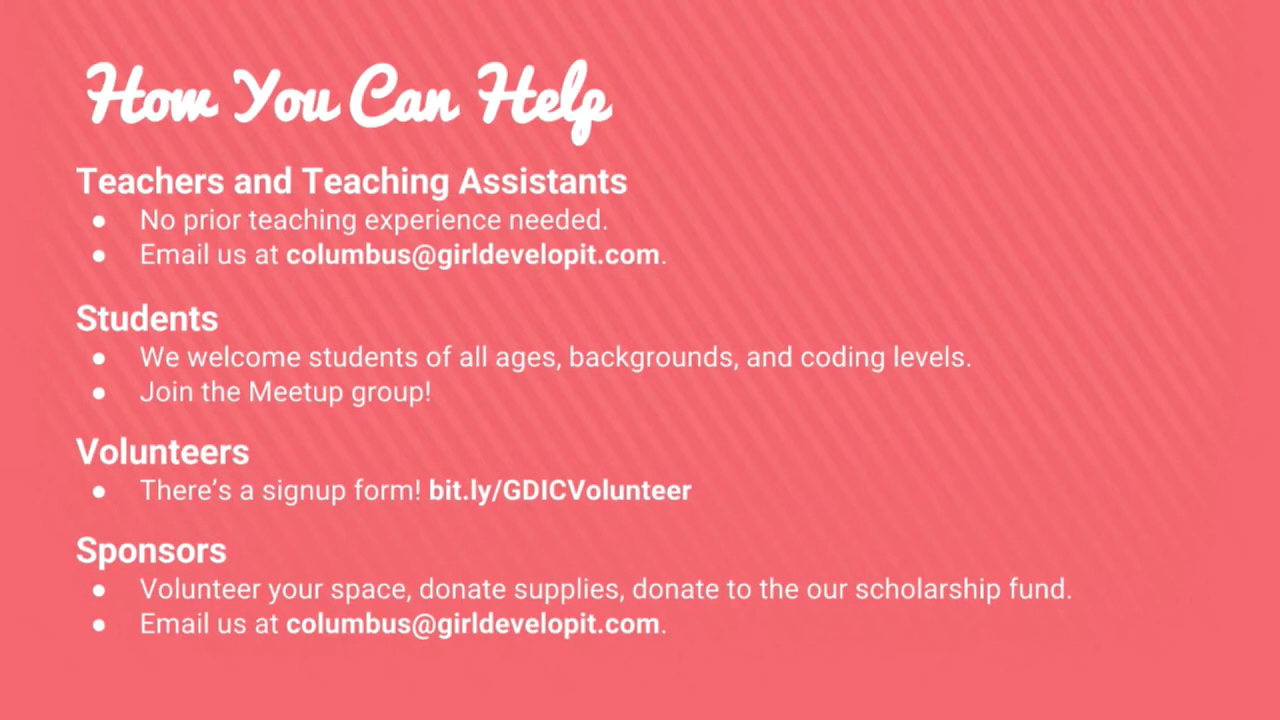 How You Can Help
Teachers and Teaching Assistants
● No prior teaching experience needed.
● Email us at columbus@girldevelopit.com.
Students
● We welcome students of all ages, backgrounds, and coding levels.
● Join the Meetup group!
Volunteers
● There’s a signup form! bit.ly/GDICVolunteer
Sponsors
● Volunteer your space, donate supplies, donate to the our scholarship fund.
● Email us at columbus@girldevelopit.com.